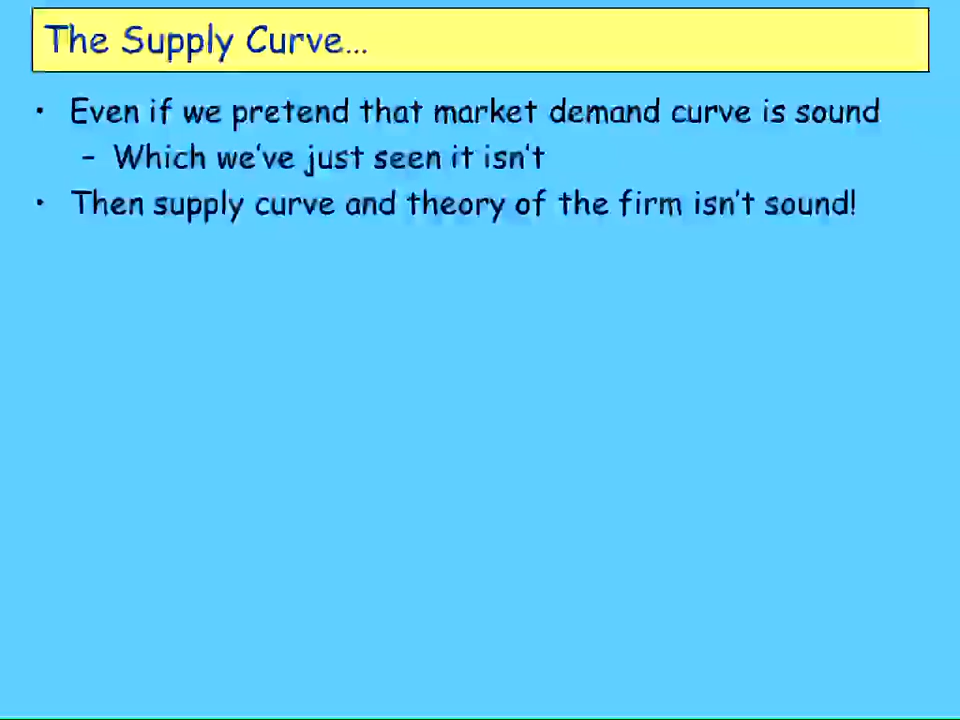 The Supply Curve…
• Even if we pretend that market demand curve is sound
– Which we've just seen it isn't
• Then supply curve and theory of the firm isn't sound!